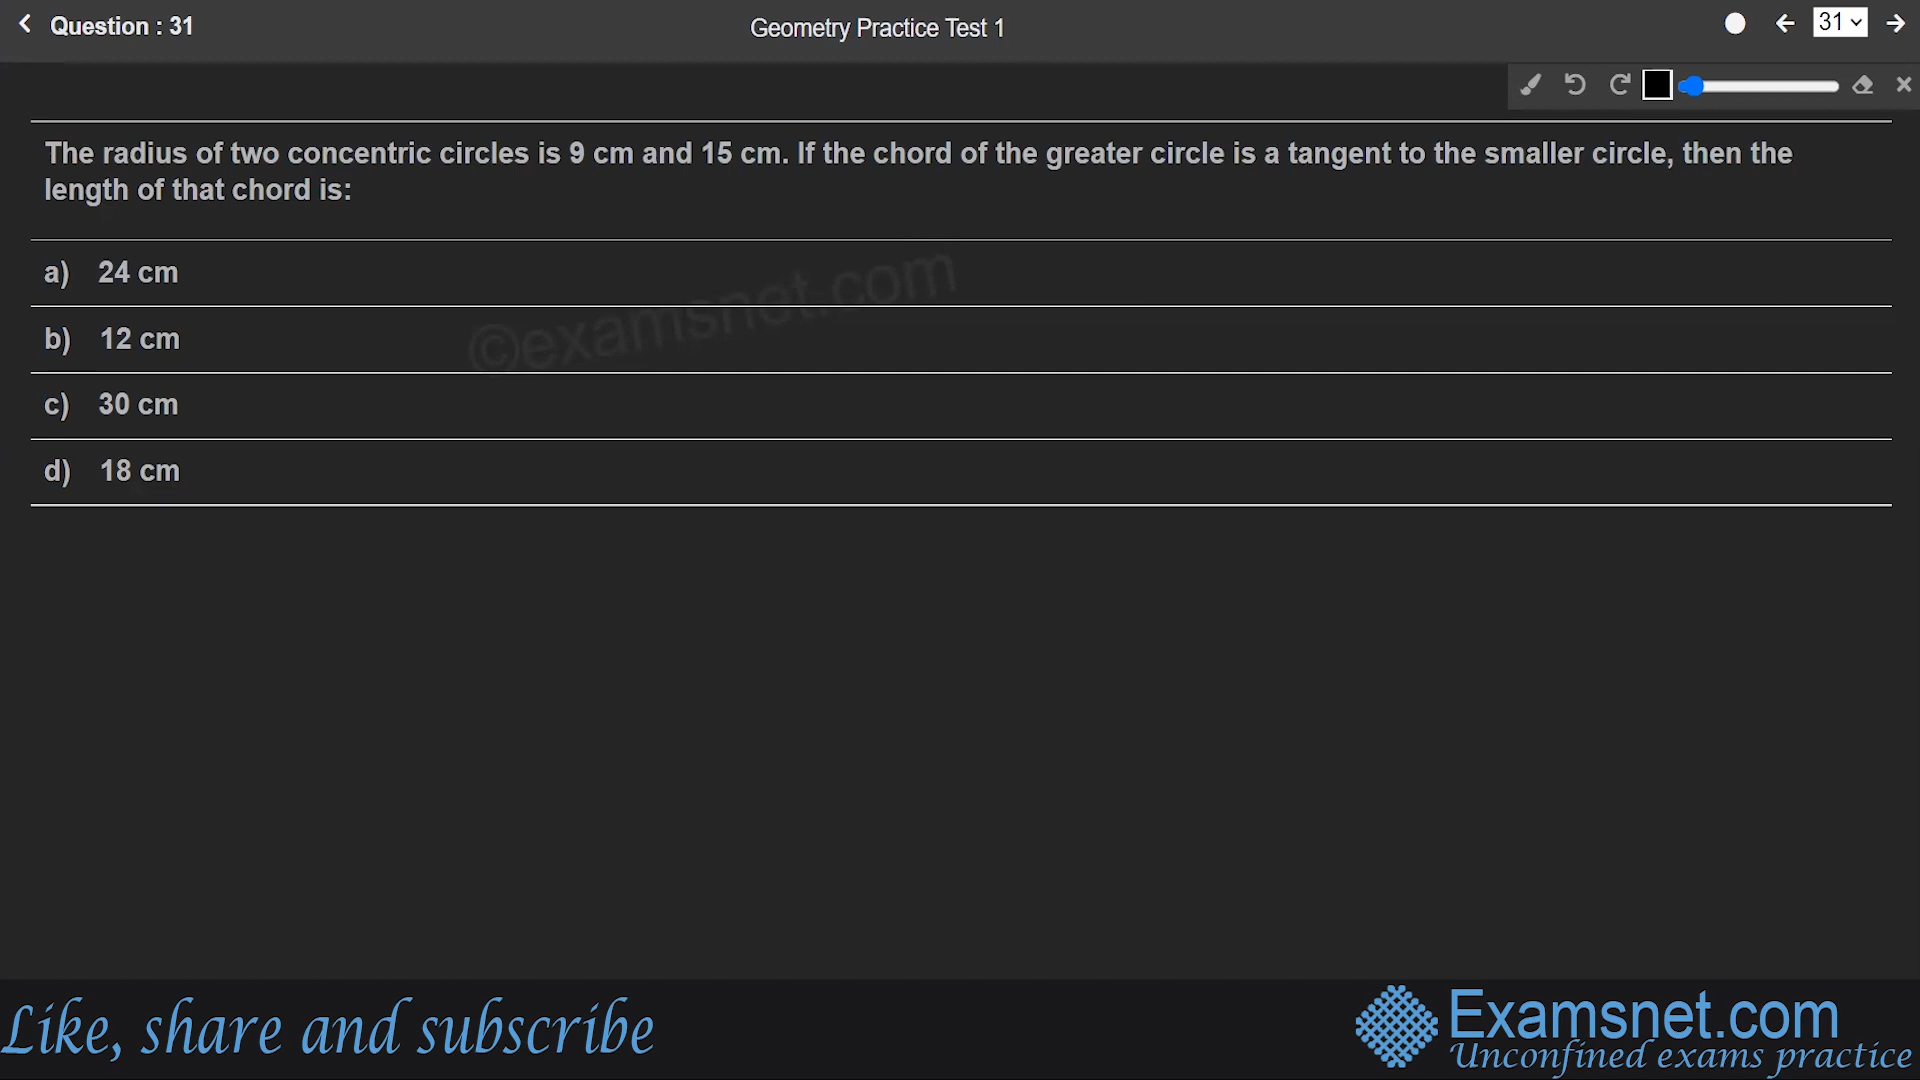 Question : 31
Geometry Practice Test 1
31
The radius of two concentric circles is 9 cm and 15 cm. If the chord of the greater circle is a tangent to the smaller circle, then the
length of that chord is:
a) 24 cm
b) 12 cm
c) 30 cm
d) 18 cm
©examsnet.com
Like, share and subscribe
Examsnet.com
Unconfined exams practice